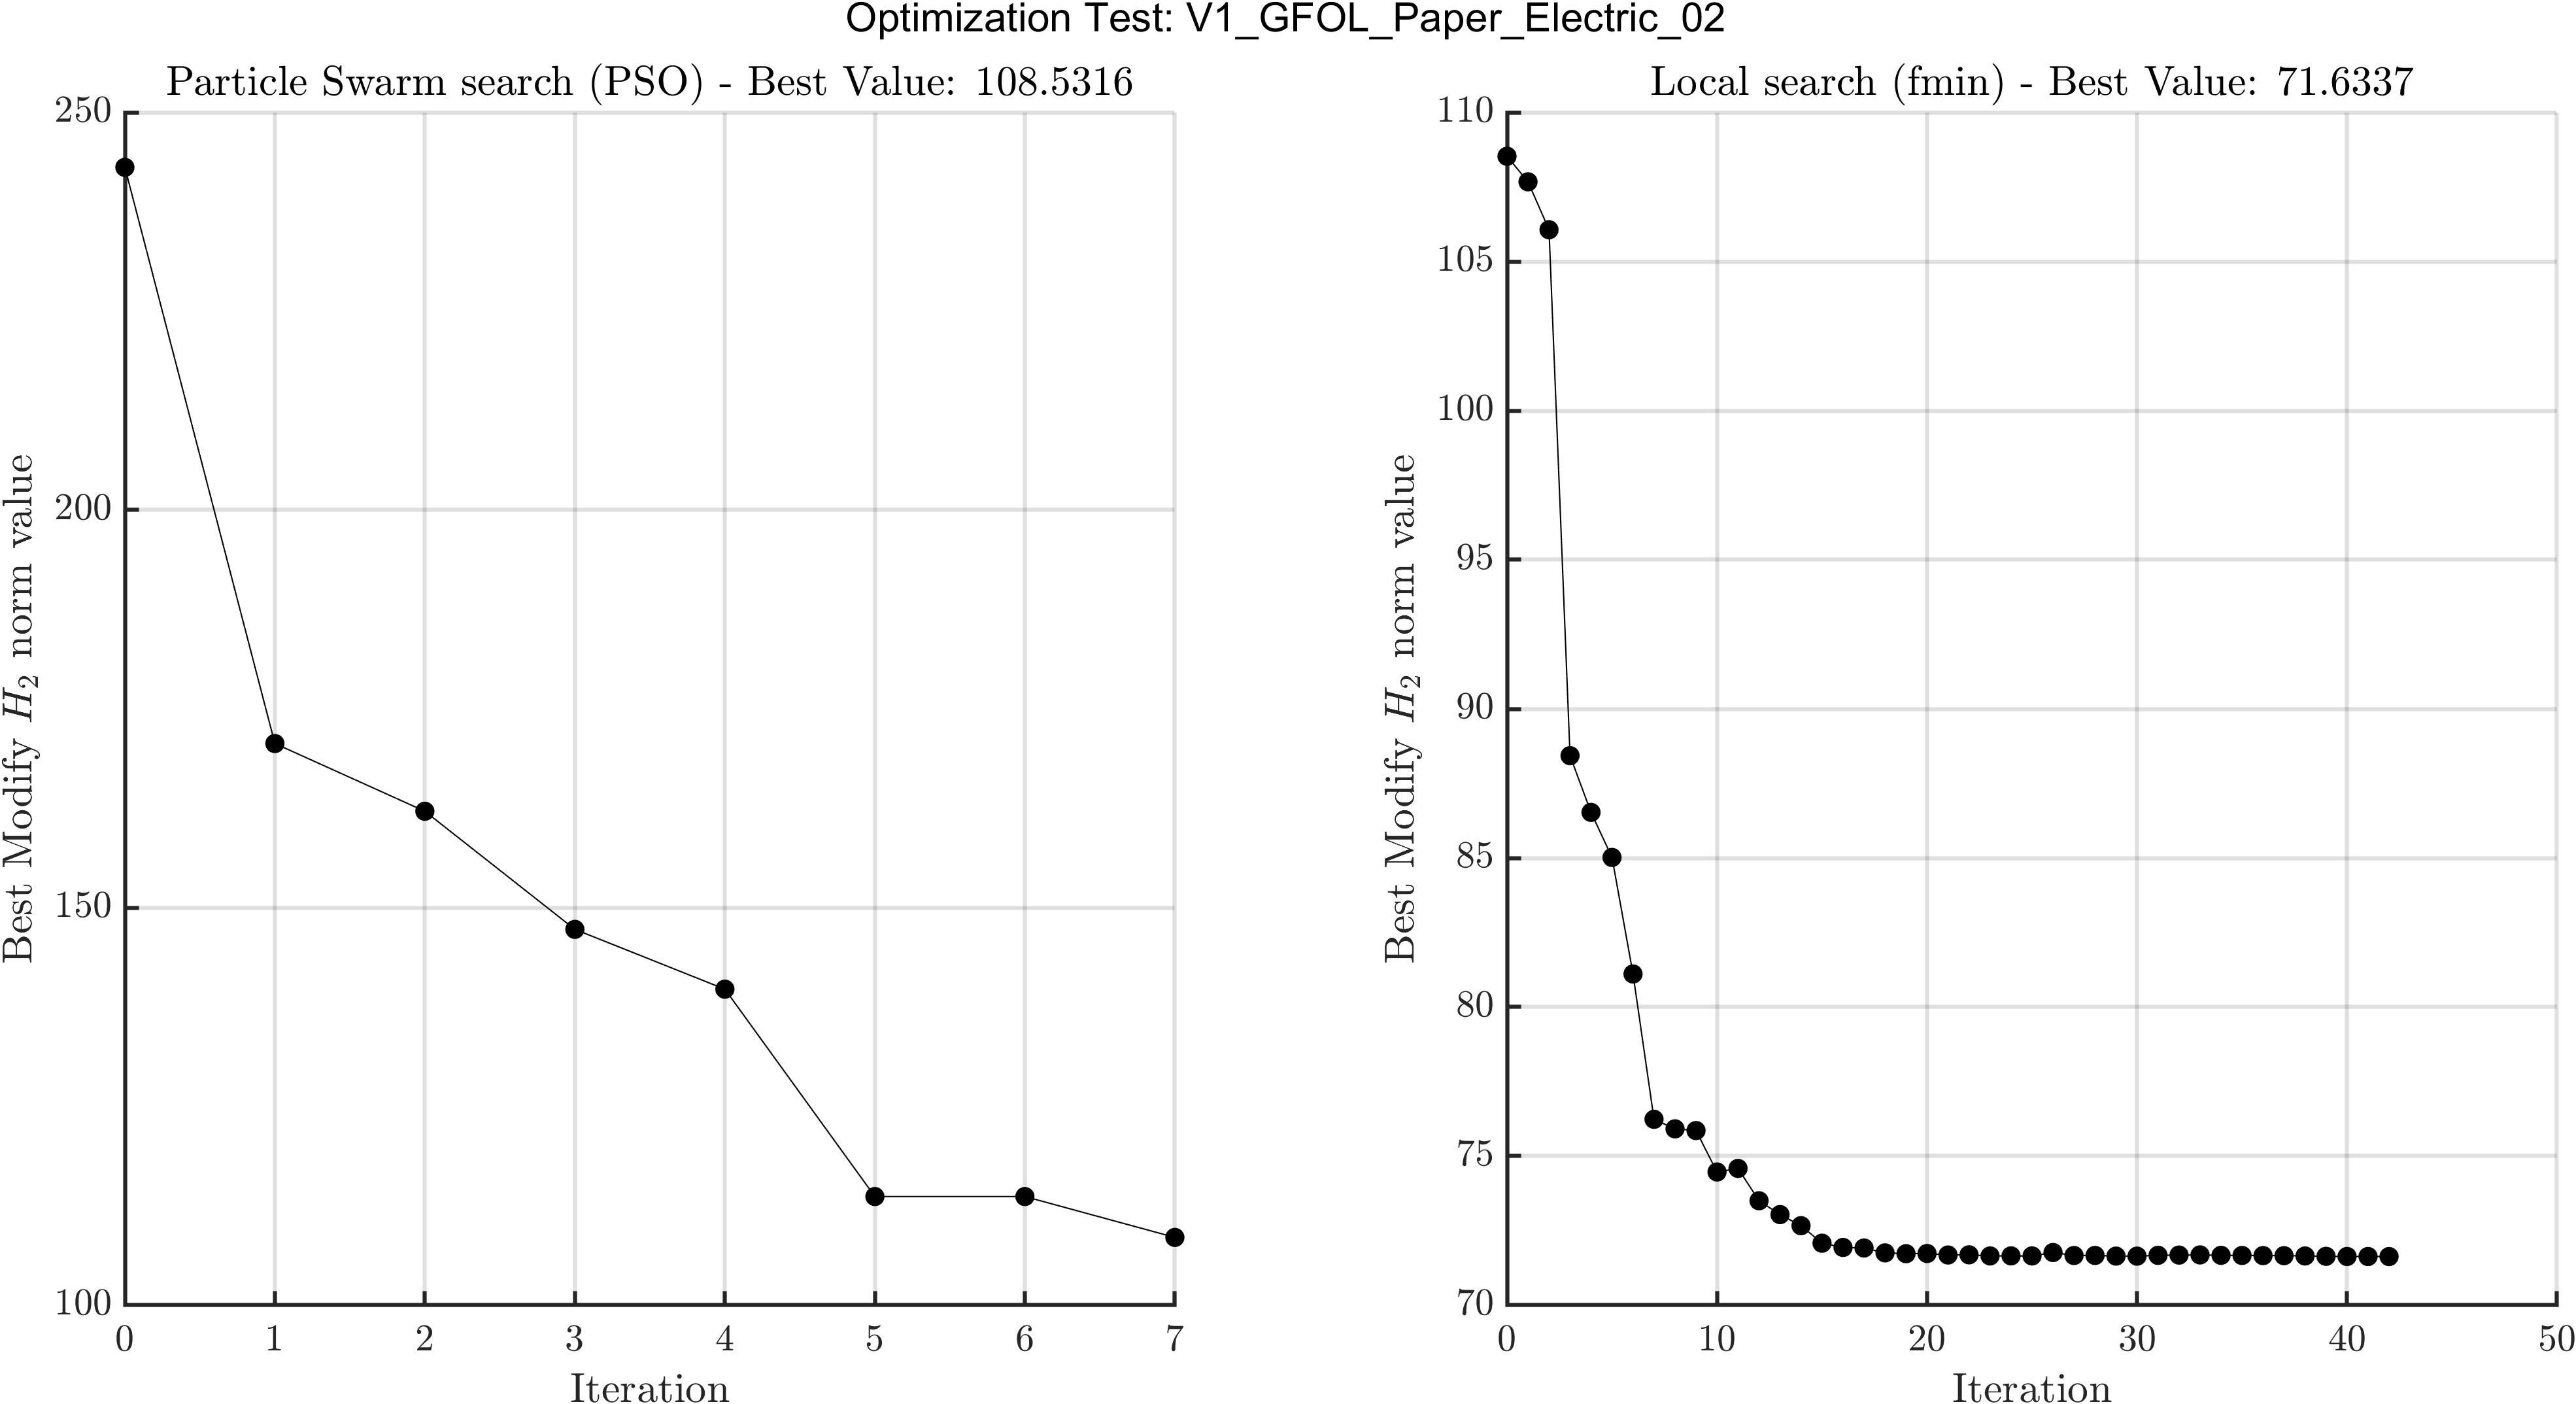 Optimization Test: V1_GFOL_Paper_Electric_02
Particle Swarm search (PSO) - Best Value: 108.5316
250
200
150
100
0 1 2 3 4 5 6 7
Iteration
Best Modify H2 norm value
Local search (fmin) - Best Value: 71.6337
110
105
100
95
90
85
80
75
70
0 10 20 30 40 50
Iteration
Best Modify H2 norm value